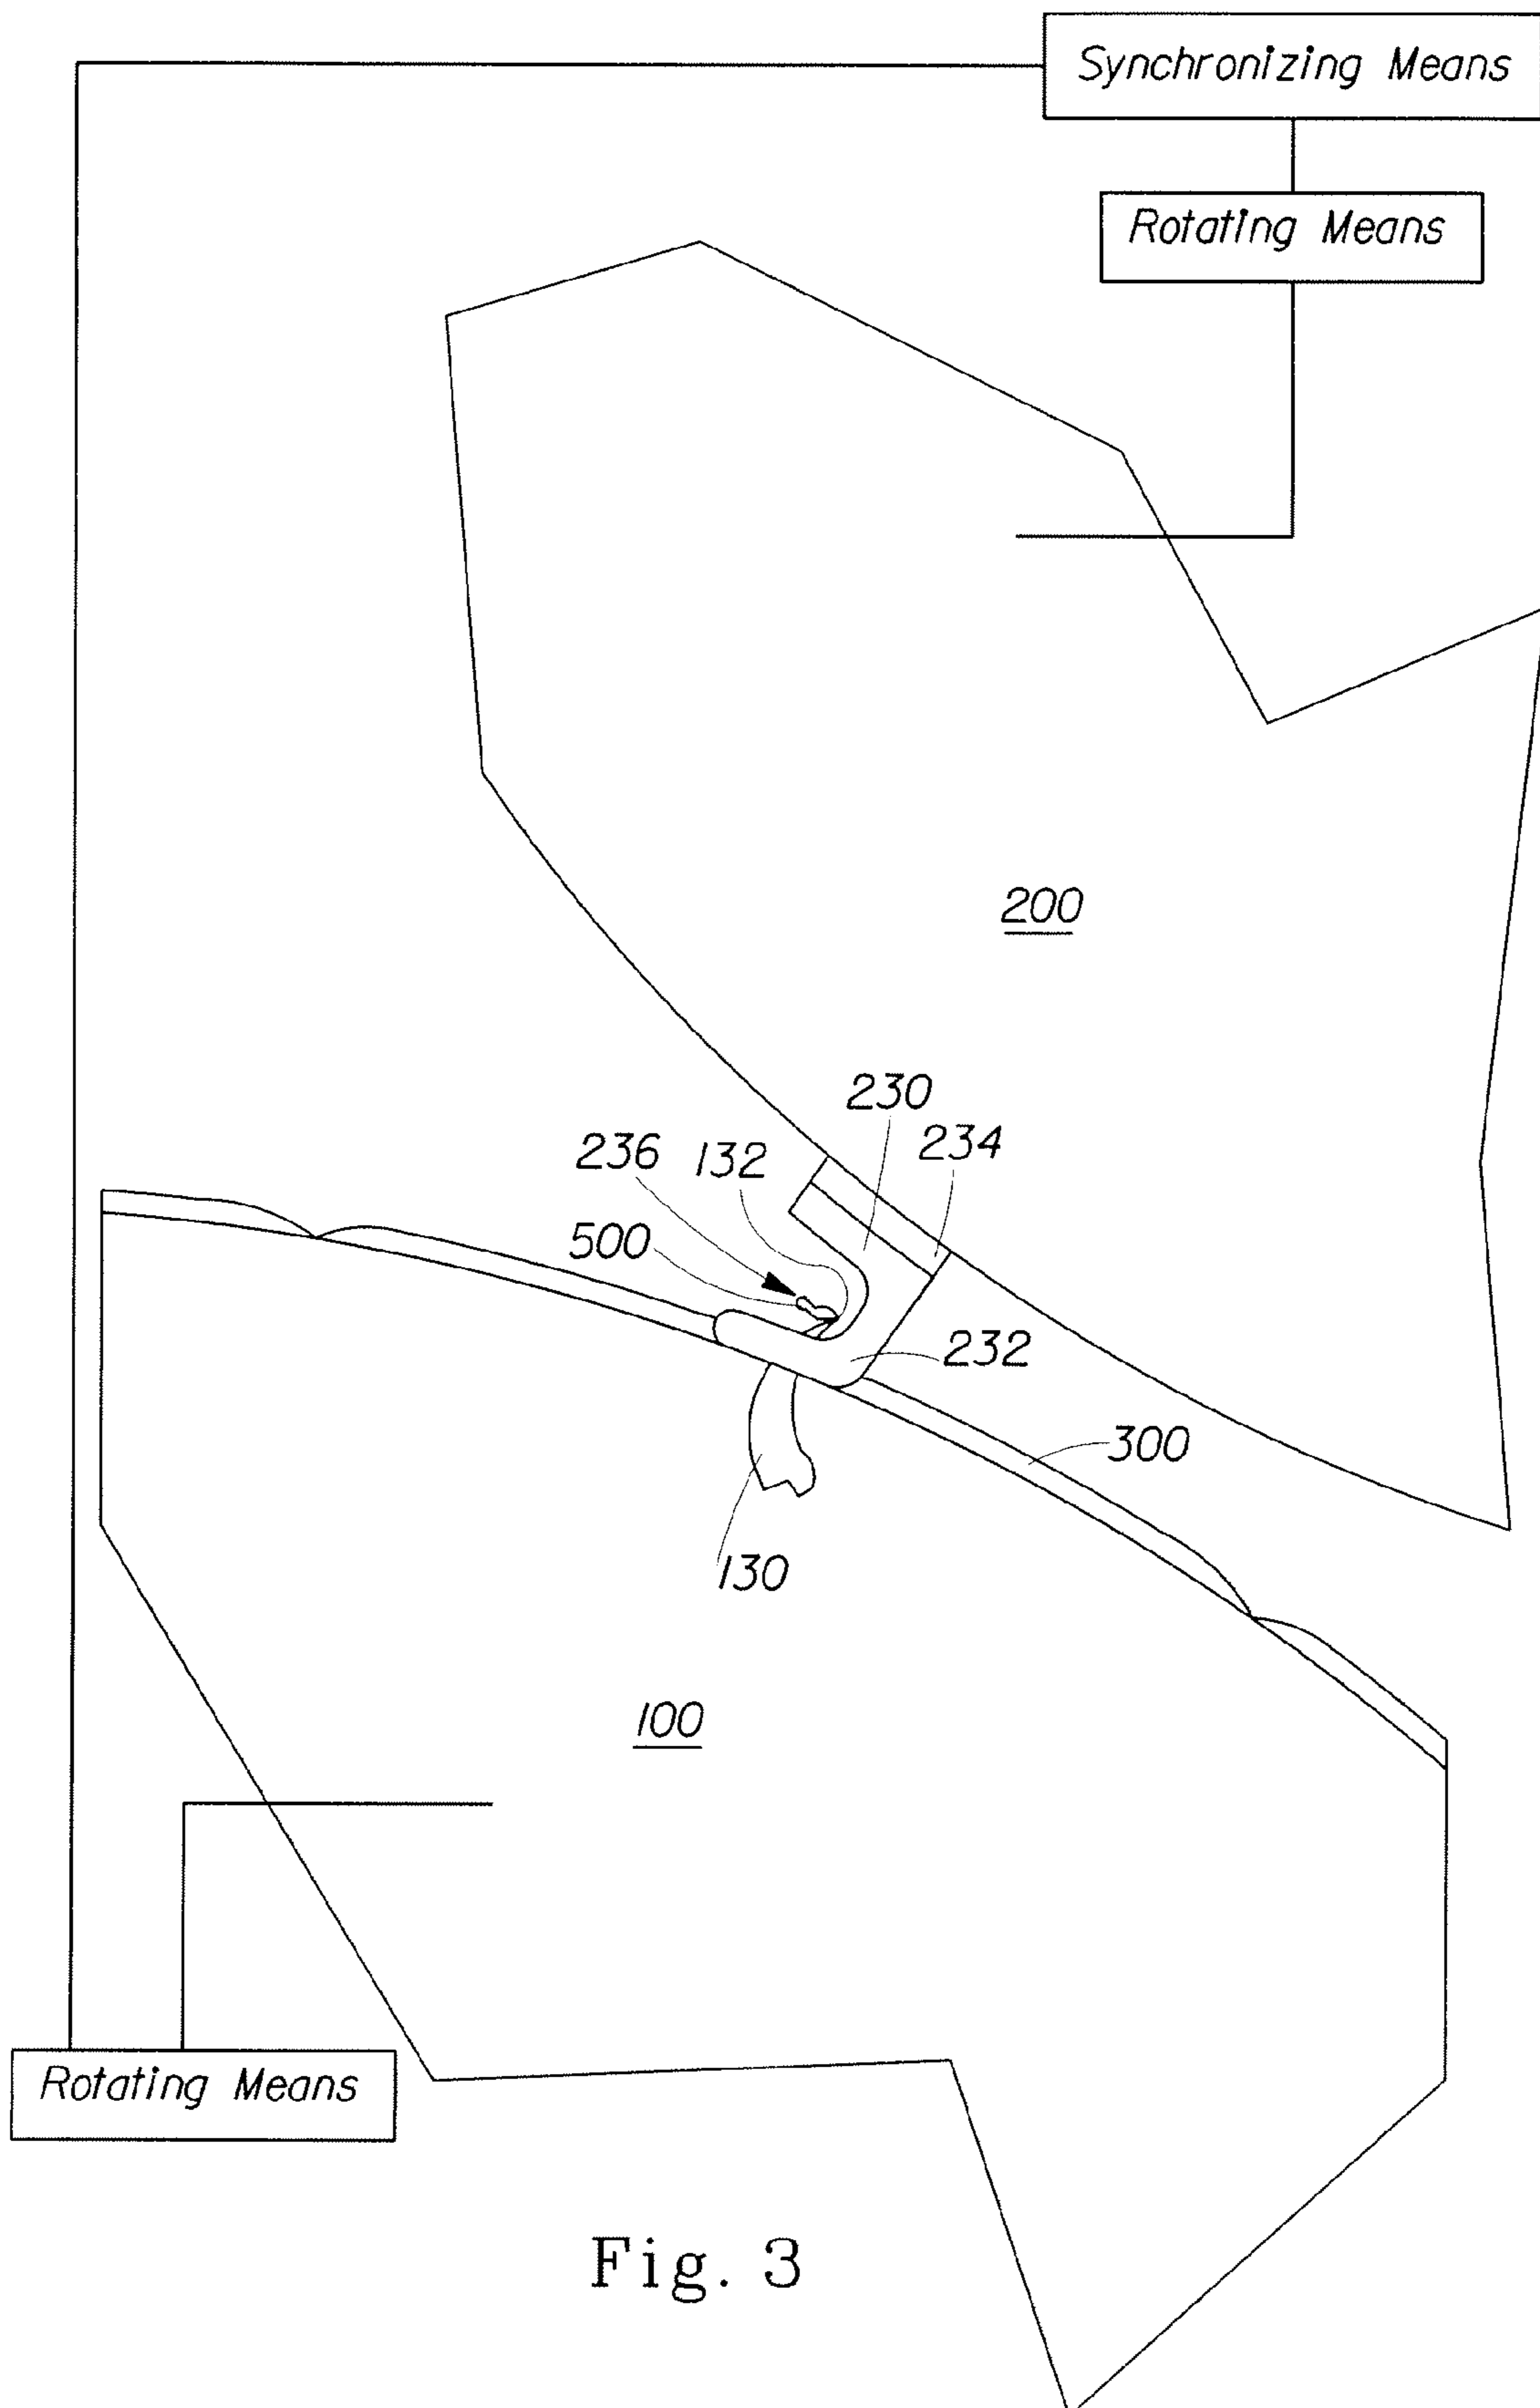 Synchronizing Means
Rotating Means
200
230
234
236
132
500
232
300
130
100
Rotating Means
Fig. 3